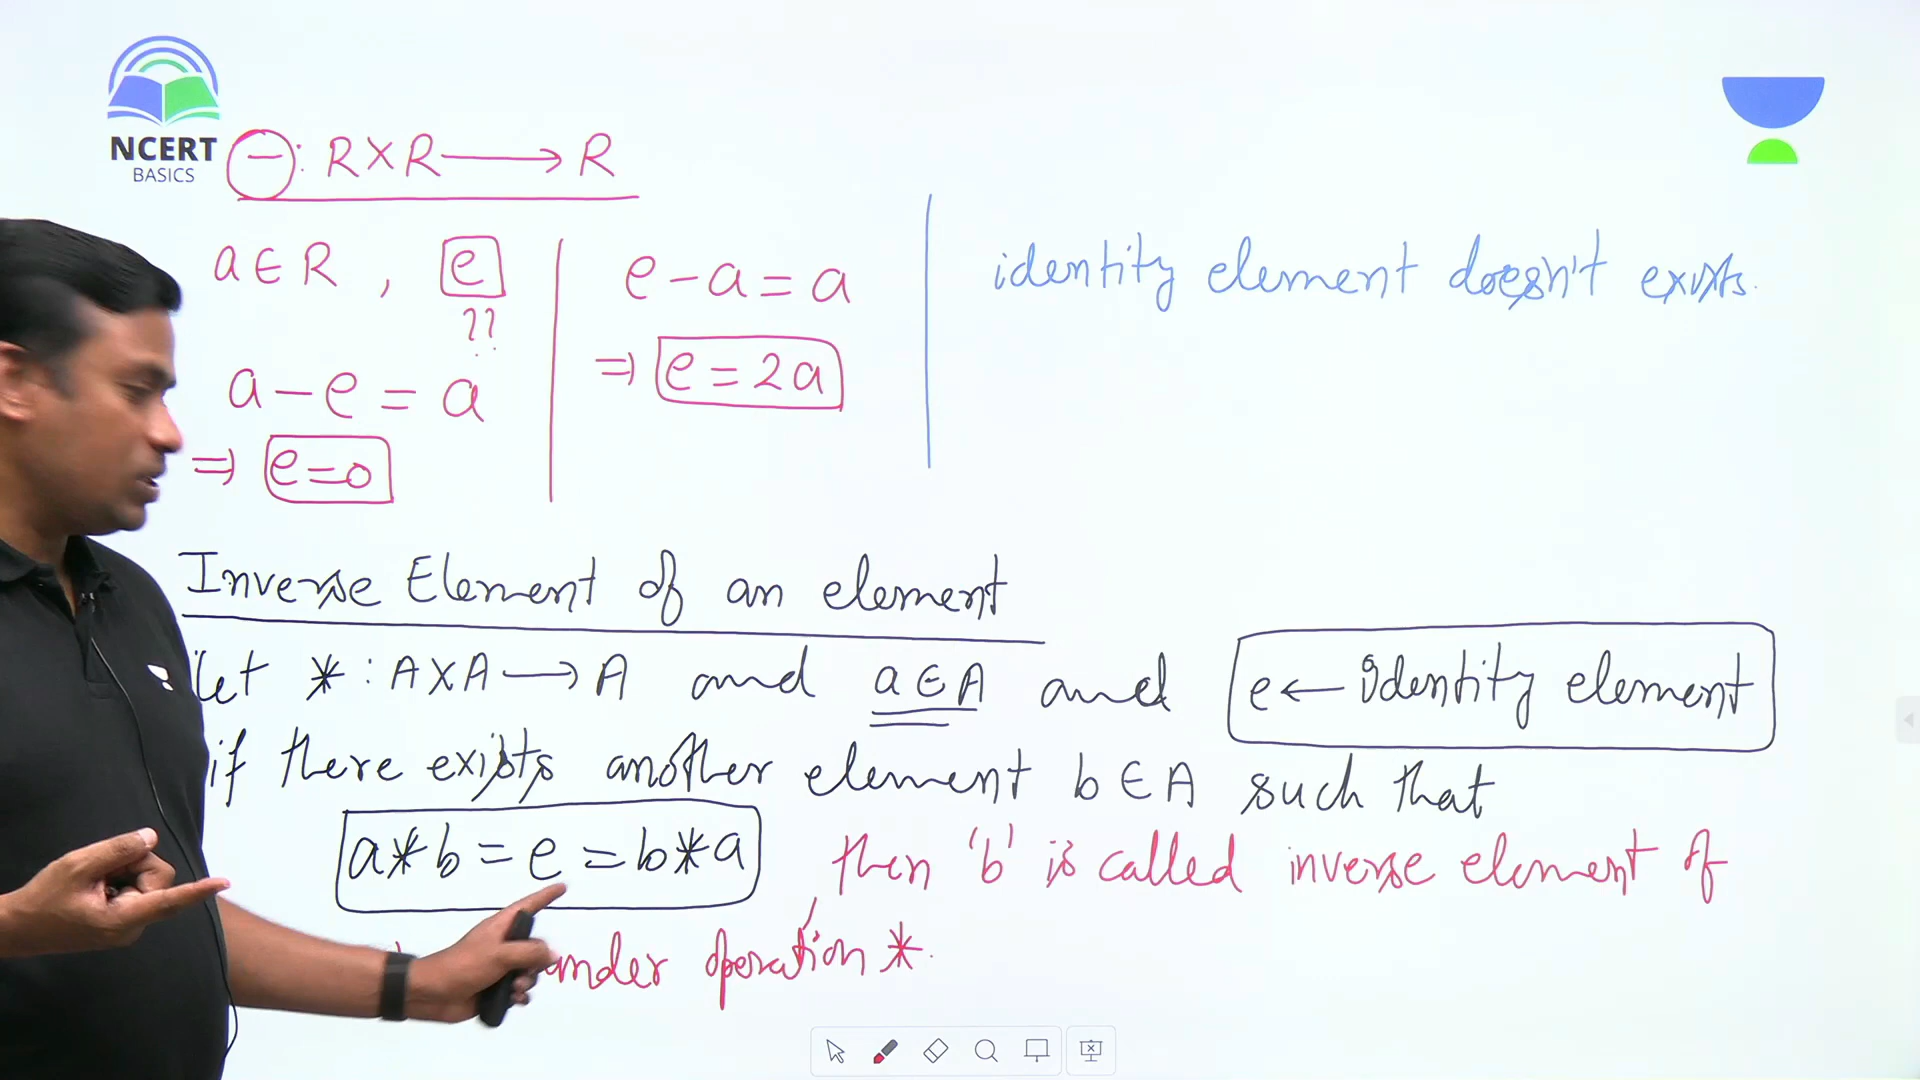 NCERT
BASICS
− : R X R ⟶ R
a ∈ R , e
??
a − e = a
⇒ e = 0
e − a = a
⇒ e = 2a
identity element doesn't exists.
Inverse Element of an element
let * : A X A ⟶ A and a ∈ A and e ← Identity element
if there exists another element b ∈ A such that
a * b = e = b * a , then 'b' is called inverse element of
under operation *.